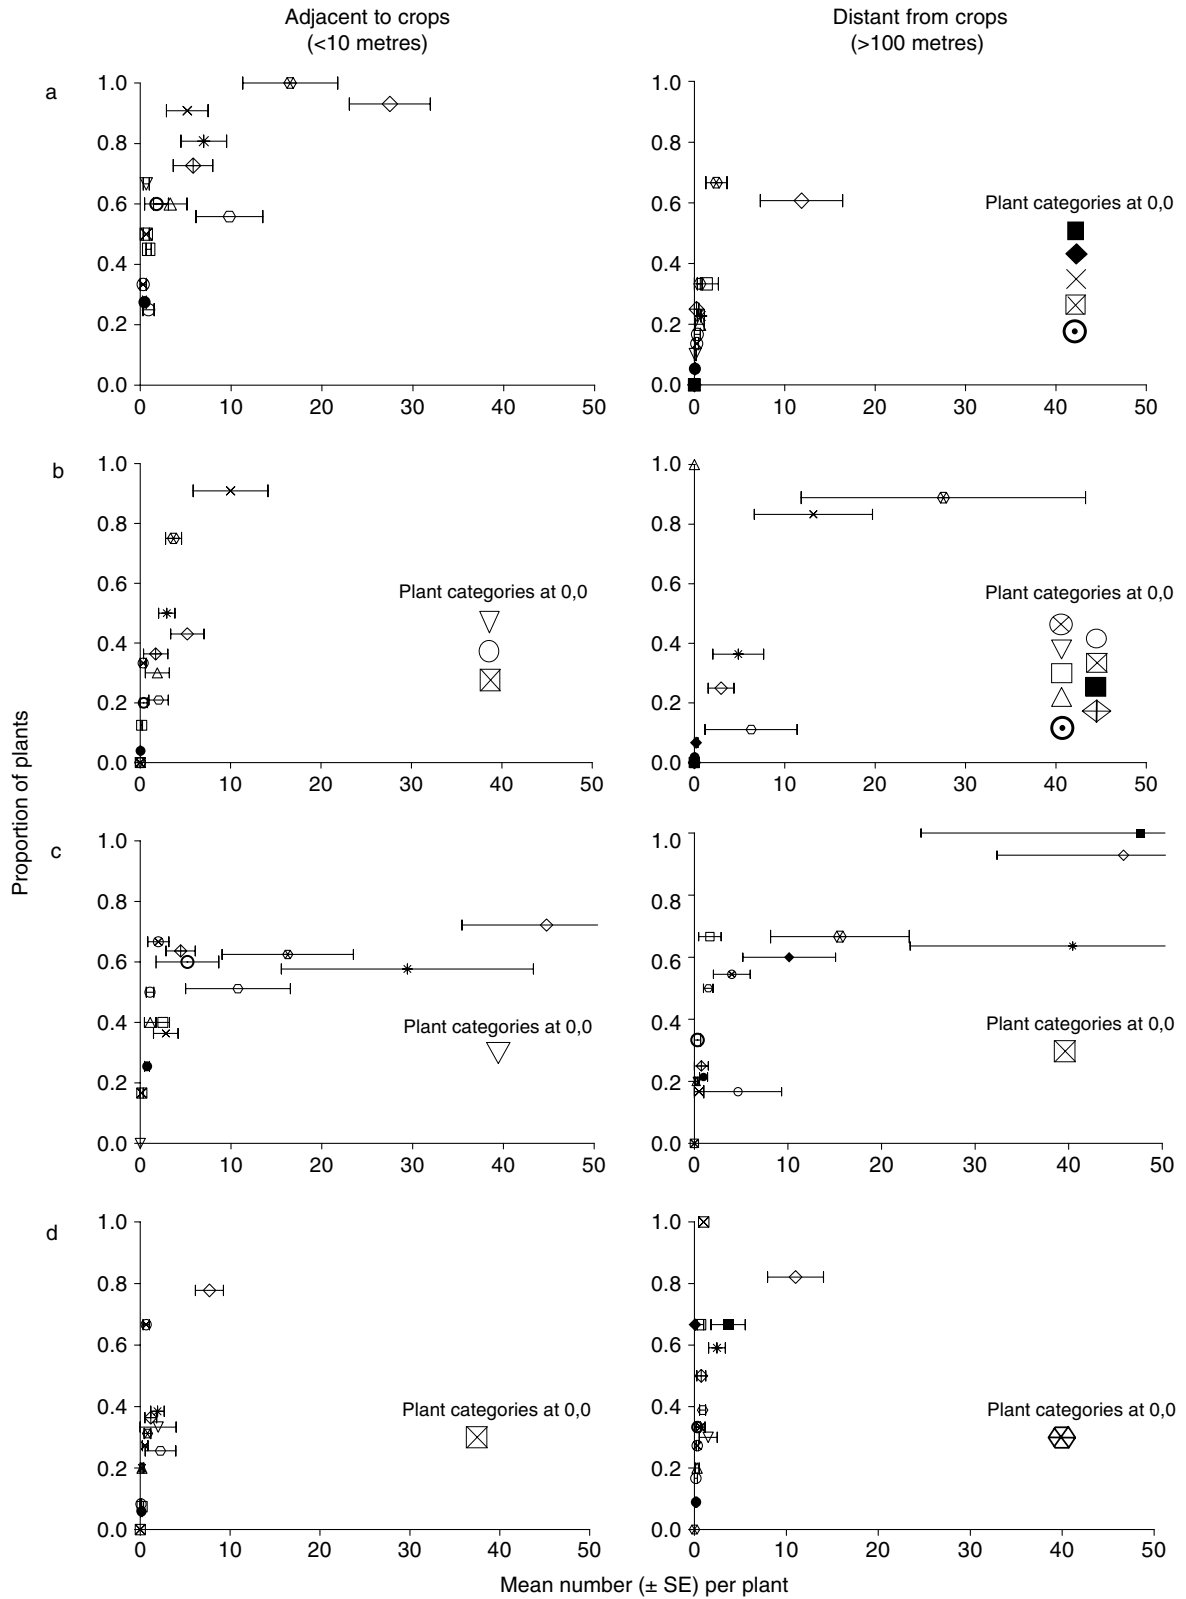 Adjacent to crops
(<10 metres)
Distant from crops
(>100 metres)
a
1.0
0.8
0.6
0.4
0.2
0.0
0 10 20 30 40 50
1.0
0.8
0.6
0.4
0.2
0.0
0 10 20 30 40 50
Plant categories at 0,0
b
1.0
0.8
0.6
0.4
0.2
0.0
0 10 20 30 40 50
Plant categories at 0,0
1.0
0.8
0.6
0.4
0.2
0.0
0 10 20 30 40 50
Plant categories at 0,0
Proportion of plants
c
1.0
0.8
0.6
0.4
0.2
0.0
0 10 20 30 40 50
Plant categories at 0,0
1.0
0.8
0.6
0.4
0.2
0.0
0 10 20 30 40 50
Plant categories at 0,0
d
1.0
0.8
0.6
0.4
0.2
0.0
0 10 20 30 40 50
Plant categories at 0,0
1.0
0.8
0.6
0.4
0.2
0.0
0 10 20 30 40 50
Plant categories at 0,0
Mean number (± SE) per plant